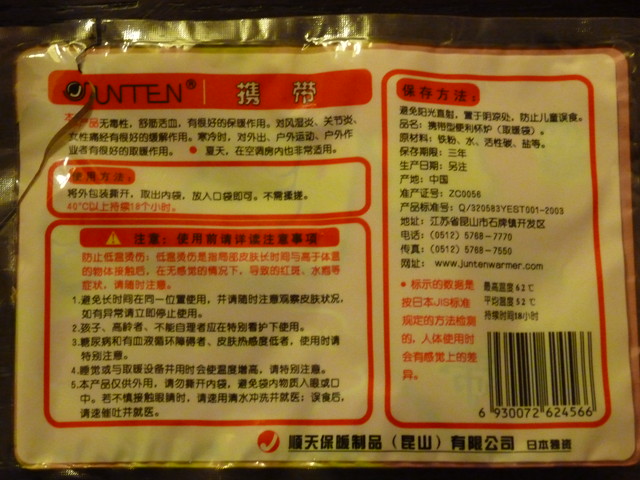 JUNTEN® 携 带
本产品无毒性，舒筋活血，有很好的保暖作用。对风湿炎、关节炎、
女性痛经有很好的缓解作用。寒冷时，对外出、户外运动、户外作
业者有很好的取暖作用。 ● 夏天，在空调房内也非常适用。
使用方法：
将外包装撕开，取出内袋，放入口袋即可。不需揉搓。
40°C以上持续18个小时。
注意：使用前请详读注意事项
防止低温烫伤：低温烫伤是指局部皮肤长时间与高于体温
的物体接触后，在无感觉的情况下，导致的红斑、水疱等
症状，请随时注意。
1.避免长时间在同一位置使用，并请随时注意观察皮肤状况，
如有异常请立即停止使用。
2.孩子、高龄者、不能自理者应在特别看护下使用。
3.糖尿病和有血液循环障碍者、皮肤热感度低者，使用时请
特别注意。
4.睡觉或与取暖设备并用时会使温度增高，请特别注意。
5.本产品仅供外用，请勿撕开内袋，避免袋内物质入眼或口
中。若不慎接触眼睛时，请速用清水冲洗并就医；误食后，
请速催吐并就医。
保存方法：
避免阳光直射，置于阴凉处，防止儿童误食。
品名：携带型便利怀炉（取暖袋）。
原材料：铁粉、水、活性碳、盐等。
保存期限：三年
生产日期：另注
产地：中国
准产证号：ZC0056
产品标准号：Q/320583YEST001-2003
地址：江苏省昆山市石牌镇开发区
电话：(0512) 5768-7770
传真：(0512) 5768-7550
网址： www.juntenwarmer.com
● 标示的数据是
按日本JIS标准
规定的方法检测
的，人体使用时
会有感觉上的差
异。
最高温度 62℃
平均温度 52℃
持续时间18小时
6 930072 624566
顺天保暖制品（昆山）有限公司 日本独资